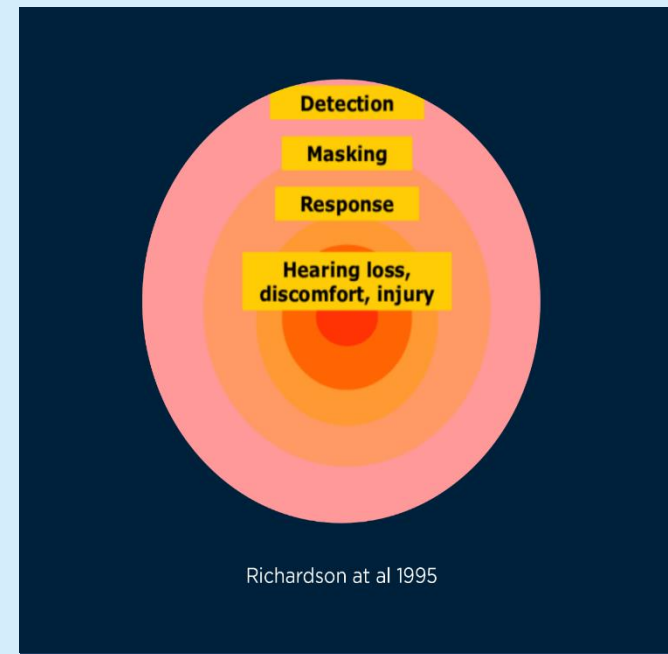 Detection
Masking
Response
Hearing loss,
discomfort, injury
Richardson at al 1995